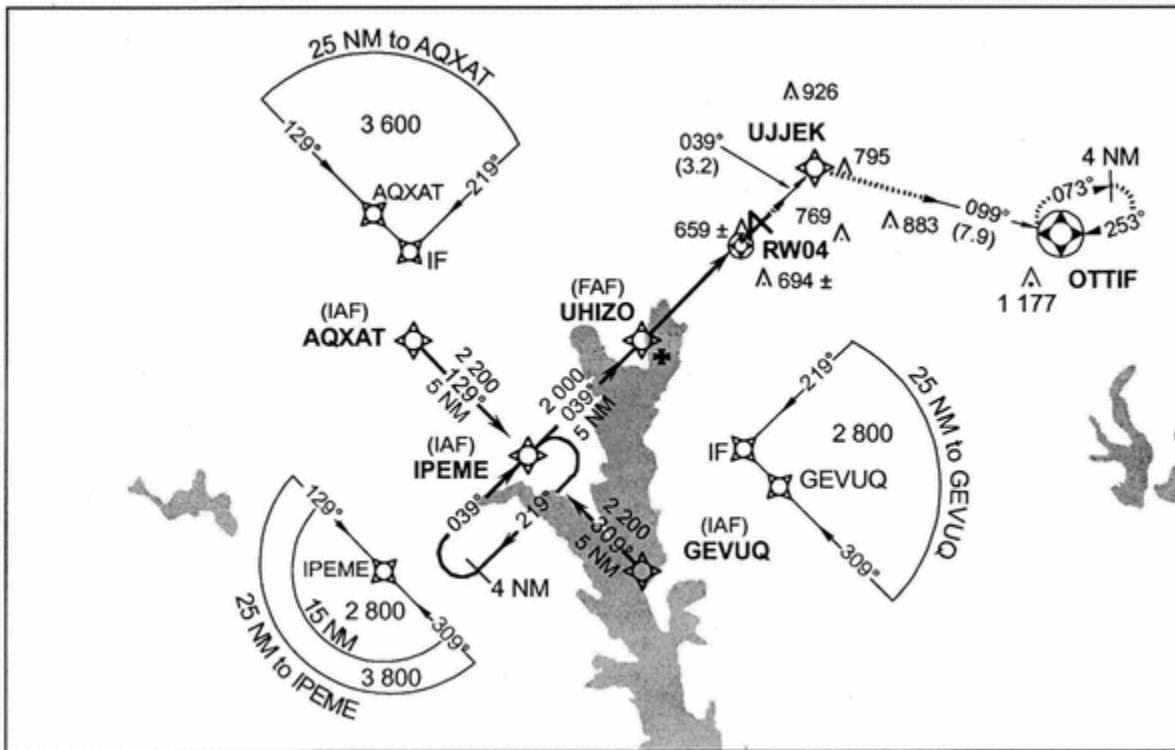 25 NM to AQXAT
3 600
129°
219°
AQXAT
IF
926
UJJEK
039°
(3.2)
795
4 NM
073°
099°
(7.9)
253°
769
883
659 ±
RW04
694 ±
OTTIF
1 177
(FAF)
UHIZO
(IAF)
AQXAT
2 200
129°
5 NM
2 000
039°
5 NM
(IAF)
IPEME
219°
25 NM to GEVUQ
2 800
IF
GEVUQ
309°
039°
219°
4 NM
2 200
309°
5 NM
(IAF)
GEVUQ
129°
IPEME
2 800
309°
15 NM
3 800
25 NM to IPEME